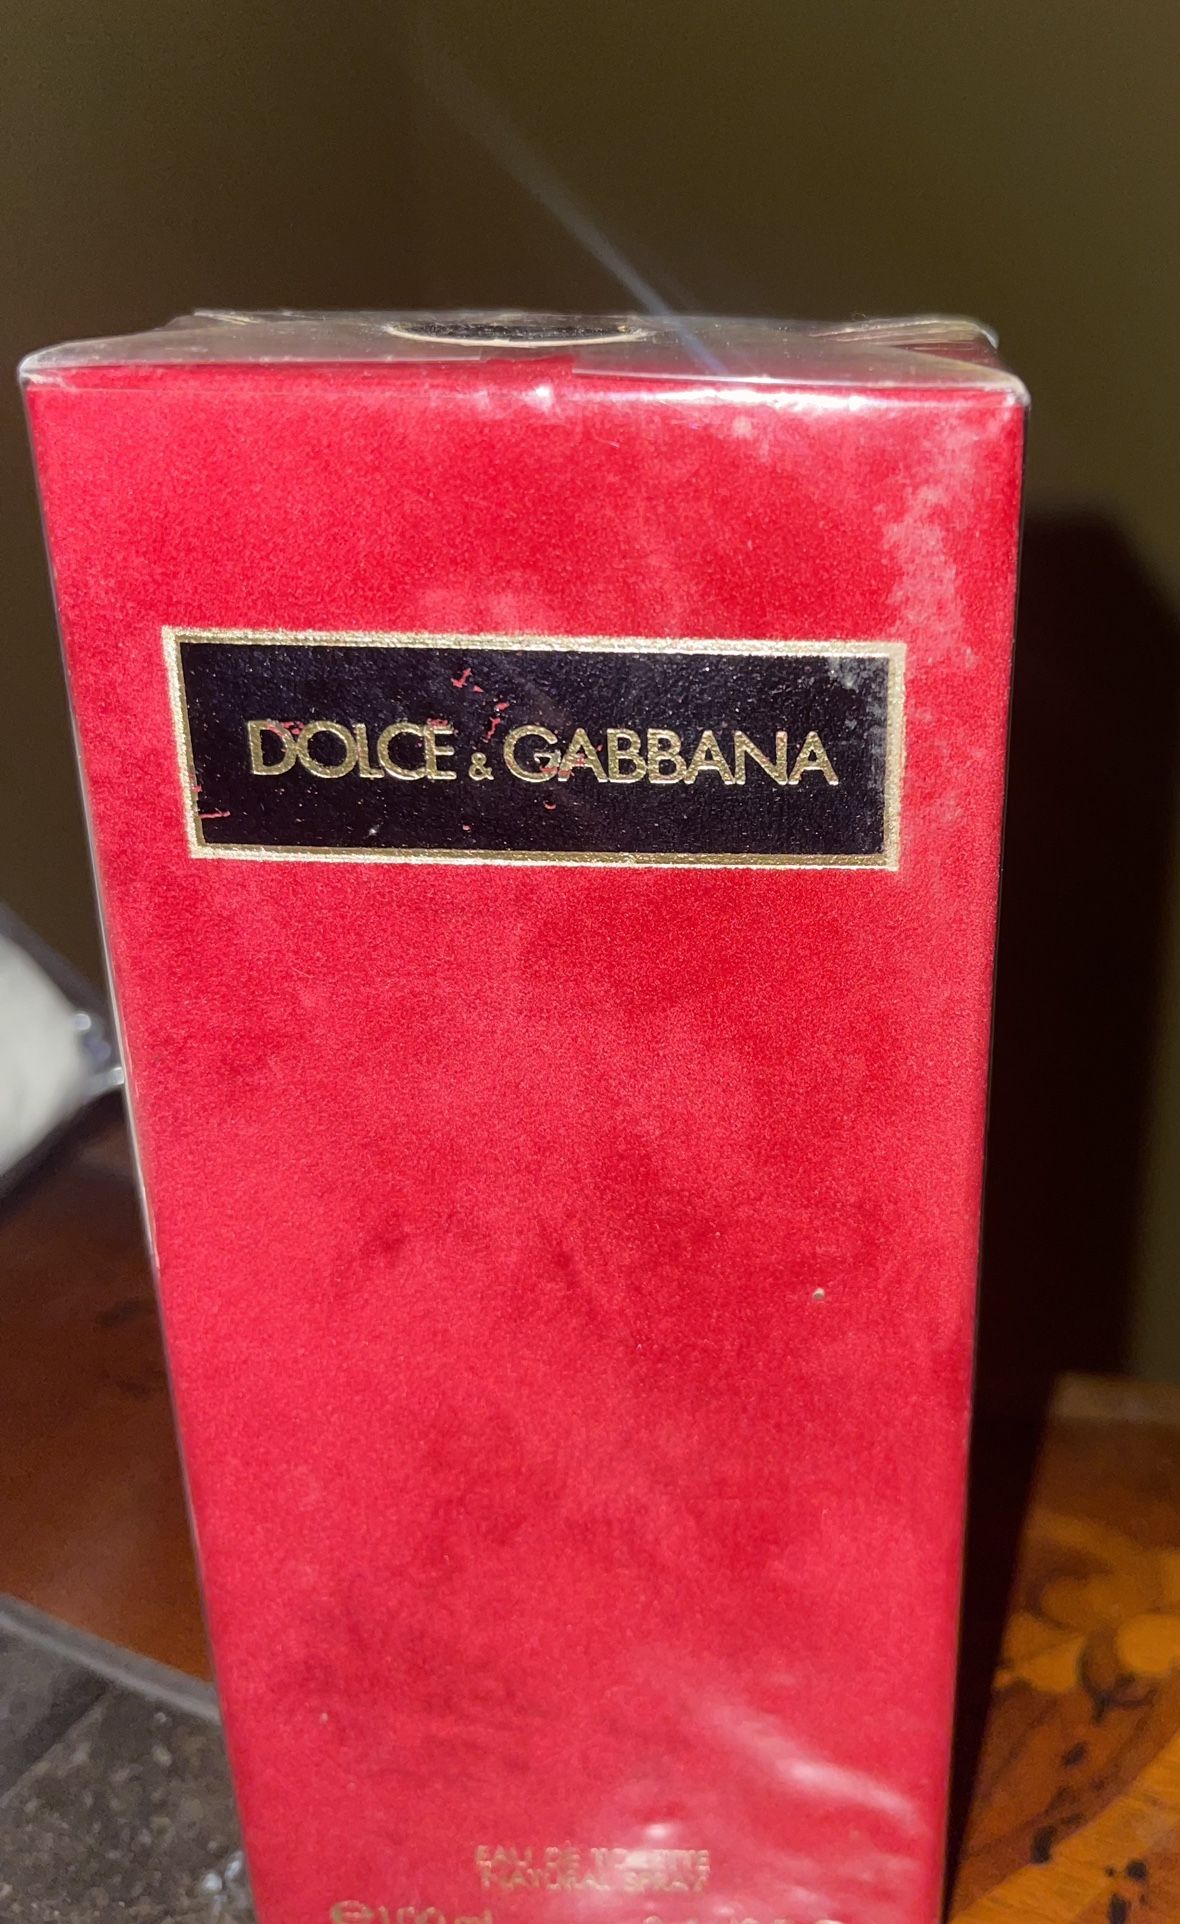 DOLCE & GABBANA
EAU DE TOILETTE
NATURAL SPRAY